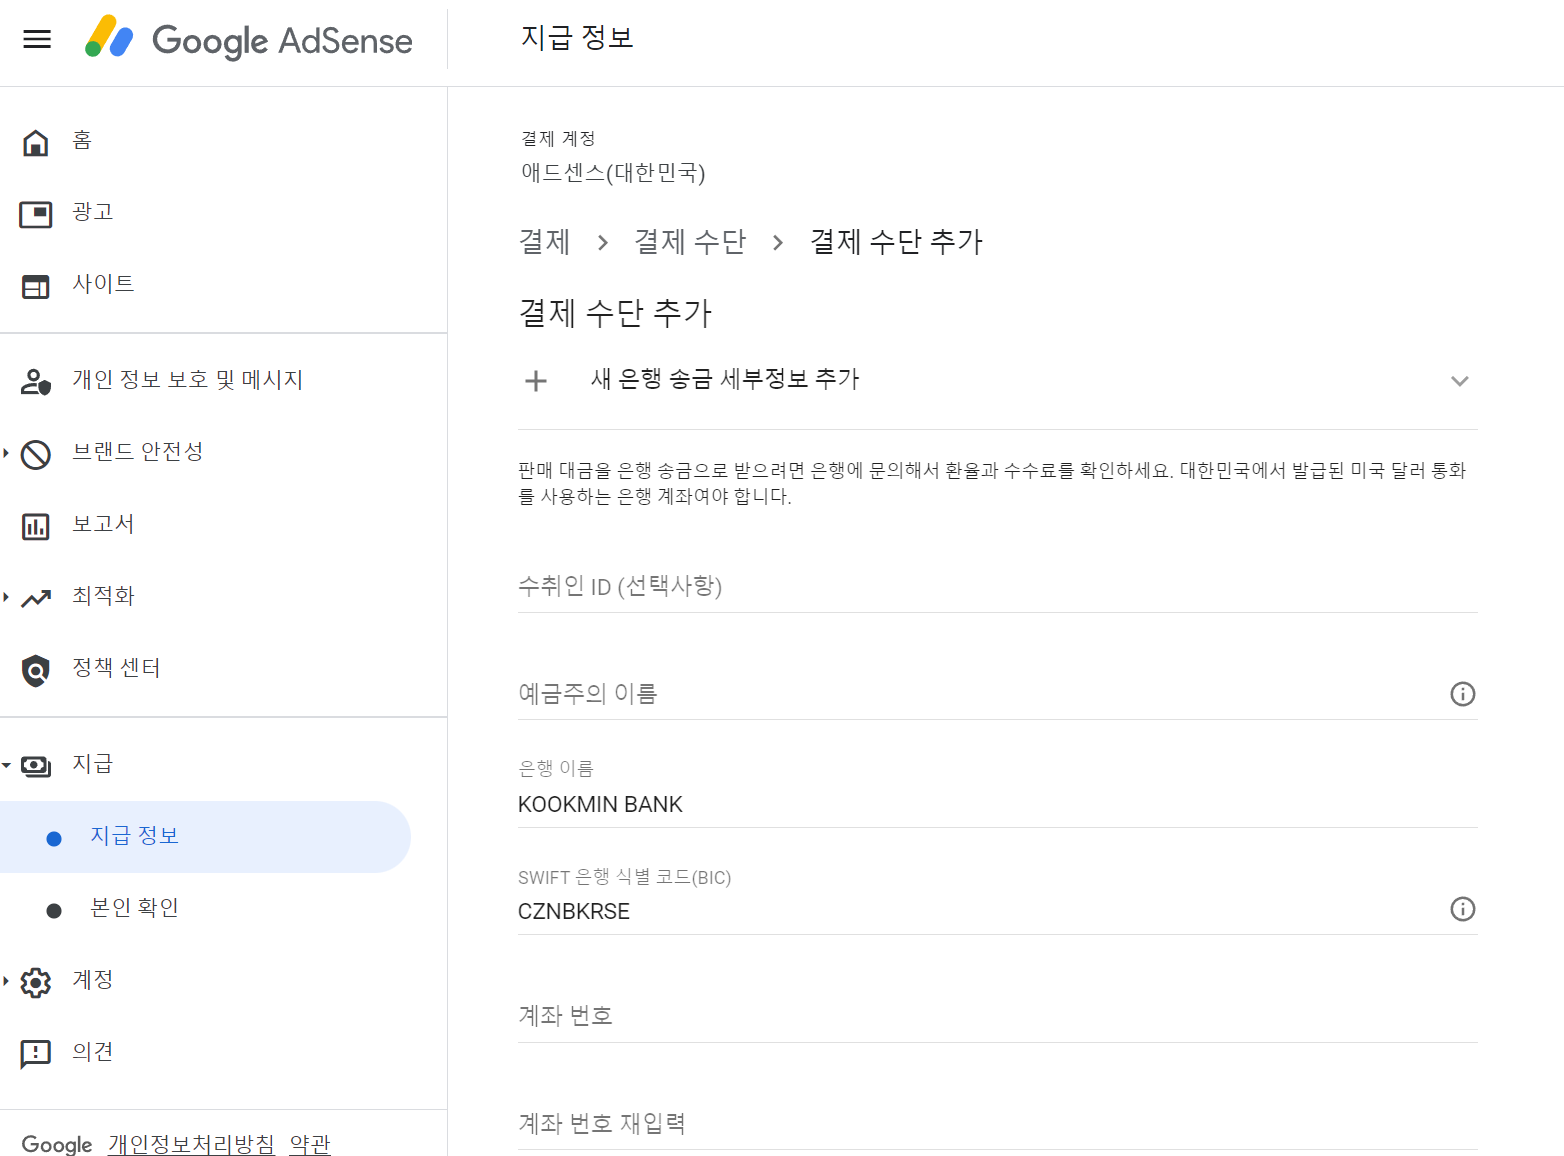 Google AdSense
지급 정보
홈
광고
사이트
개인 정보 보호 및 메시지
브랜드 안전성
보고서
최적화
정책 센터
지급
지급 정보
본인 확인
계정
의견
Google 개인정보처리방침 약관
결제 계정
애드센스(대한민국)
결제 > 결제 수단 > 결제 수단 추가
결제 수단 추가
새 은행 송금 세부정보 추가
판매 대금을 은행 송금으로 받으려면 은행에 문의해서 환율과 수수료를 확인하세요. 대한민국에서 발급된 미국 달러 통화
를 사용하는 은행 계좌여야 합니다.
수취인 ID (선택사항)
예금주의 이름
은행 이름
KOOKMIN BANK
SWIFT 은행 식별 코드(BIC)
CZNBKRSE
계좌 번호
계좌 번호 재입력